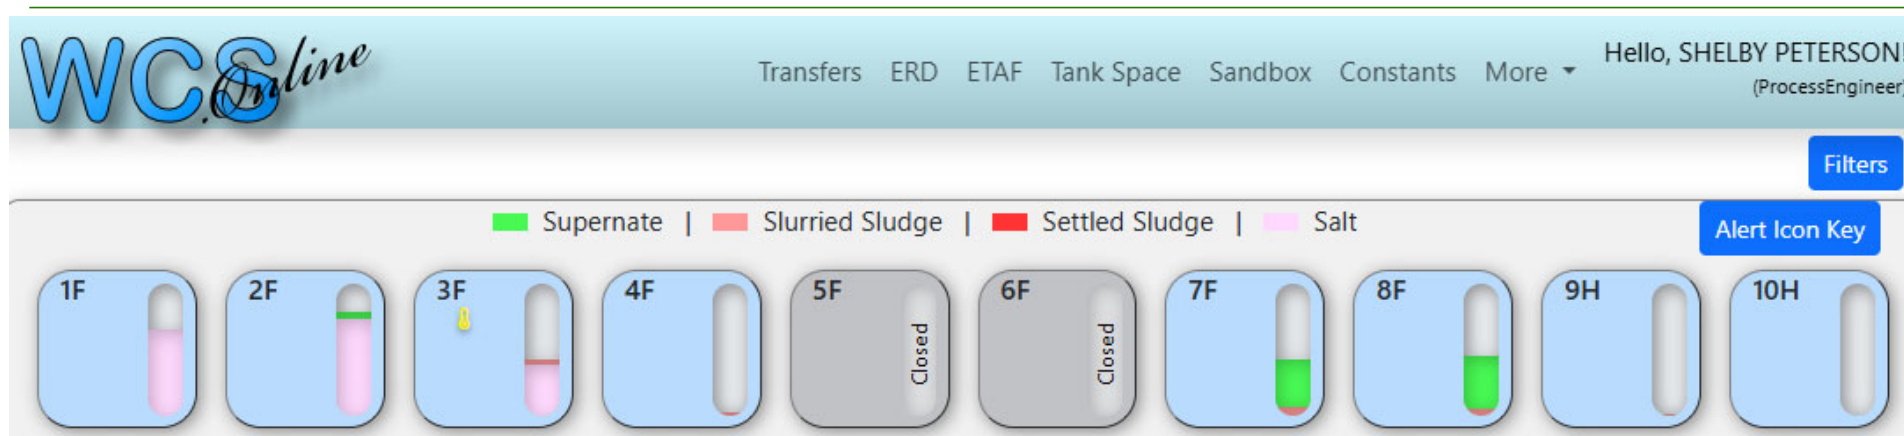 WCS.Online
Transfers ERD ETAF Tank Space Sandbox Constants More
Hello, SHELBY PETERSON!
(ProcessEngineer)
Filters
Supernate | Slurried Sludge | Settled Sludge | Salt
Alert Icon Key
1F 2F 3F 4F 5F 6F 7F 8F 9H 10H
Closed Closed